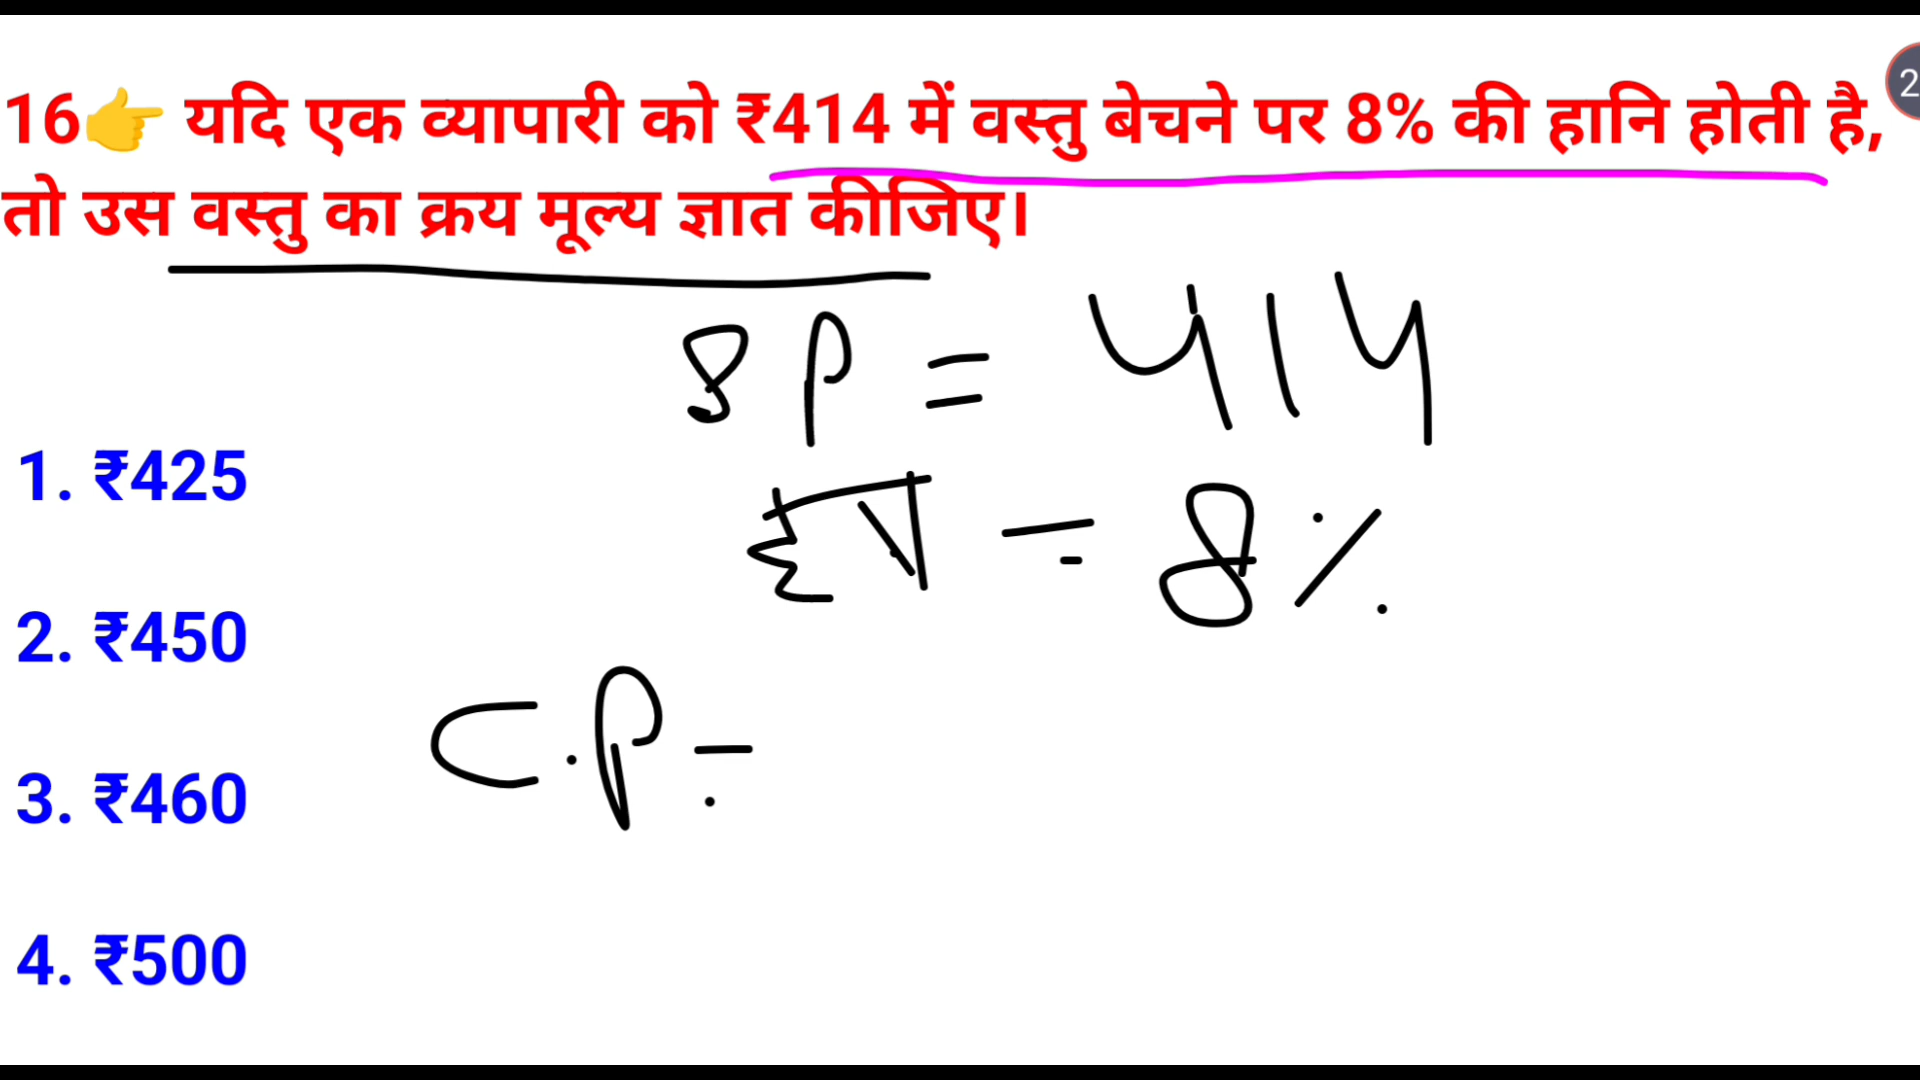 16👉 यदि एक व्यापारी को ₹414 में वस्तु बेचने पर 8% की हानि होती है,
तो उस वस्तु का क्रय मूल्य ज्ञात कीजिए।
SP = 414
= 8%
C.P =
1. ₹425
2. ₹450
3. ₹460
4. ₹500
2